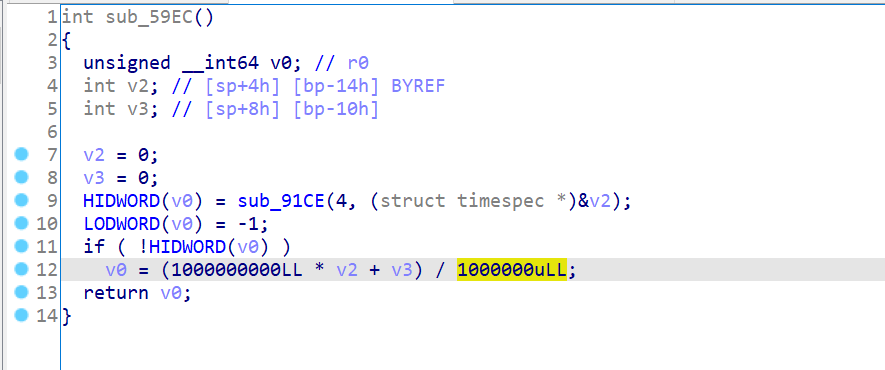 1 int sub_59EC()
2 {
3 unsigned __int64 v0; // r0
4 int v2; // [sp+4h] [bp-14h] BYREF
5 int v3; // [sp+8h] [bp-10h]
6
7 v2 = 0;
8 v3 = 0;
9 HIDWORD(v0) = sub_91CE(4, (struct timespec *)&v2);
10 LODWORD(v0) = -1;
11 if ( !HIDWORD(v0) )
12 v0 = (1000000000LL * v2 + v3) / 1000000uLL;
13 return v0;
14 }